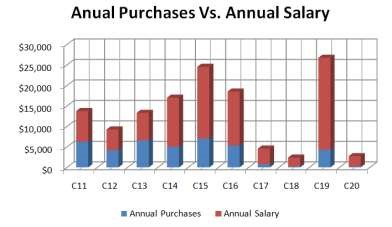 Anual Purchases Vs. Annual Salary
$30,000
$25,000
$20,000
$15,000
$10,000
$5,000
$0
C11 C12 C13 C14 C15 C16 C17 C18 C19 C20
Annual Purchases Annual Salary